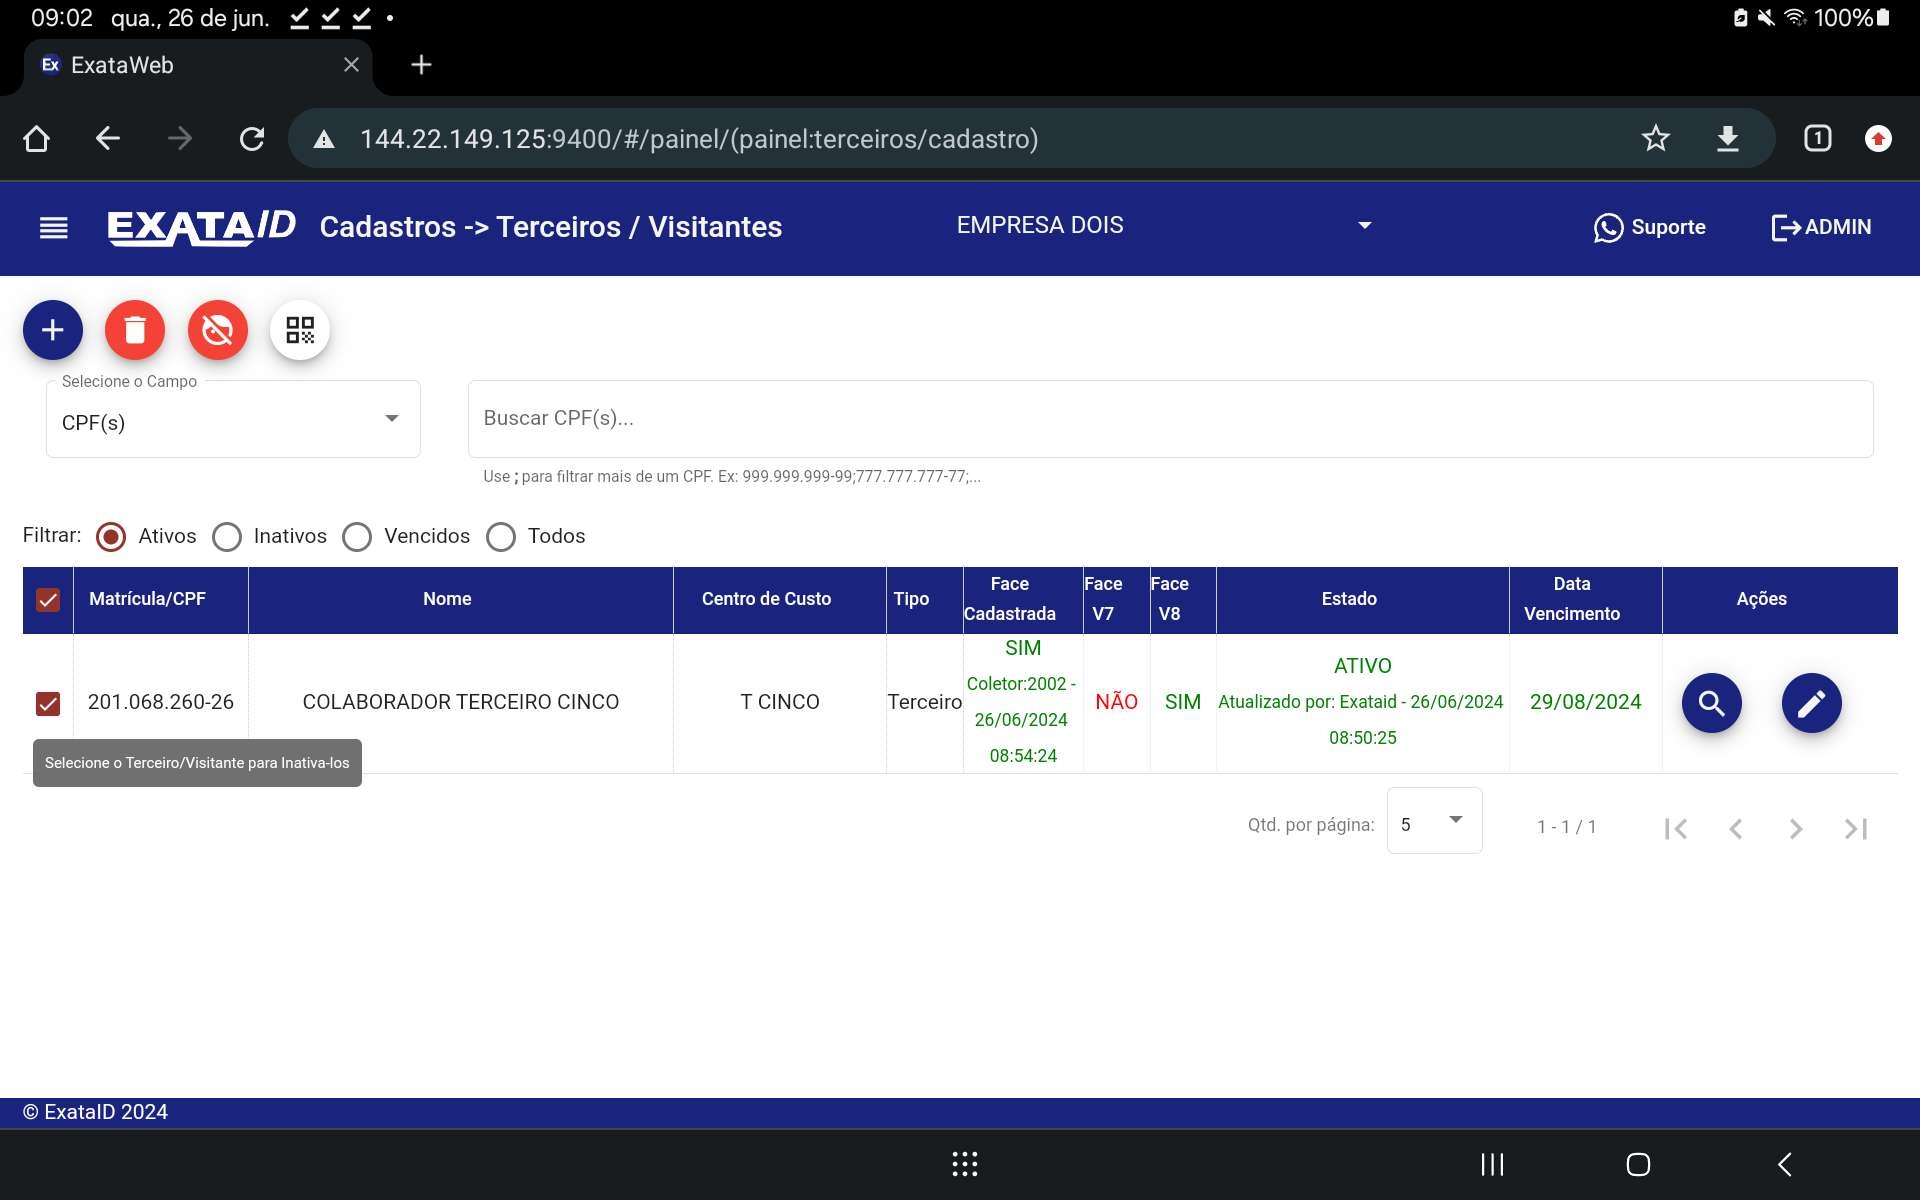 09:02 qua., 26 de jun.
100%
Ex ExataWeb
144.22.149.125:9400/#/painel/(painel:terceiros/cadastro)
1
EXATAID Cadastros -> Terceiros / Visitantes
EMPRESA DOIS
Suporte
ADMIN
Selecione o Campo
CPF(s)
Buscar CPF(s)...
Use ; para filtrar mais de um CPF. Ex: 999.999.999-99;777.777.777-77;...
Filtrar: Ativos Inativos Vencidos Todos
Matrícula/CPF
Nome
Centro de Custo
Tipo
Face
Cadastrada
Face
V7
Face
V8
Estado
Data
Vencimento
Ações
201.068.260-26
COLABORADOR TERCEIRO CINCO
T CINCO
Terceiro
SIM
Coletor:2002 -
26/06/2024
08:54:24
NÃO
SIM
ATIVO
Atualizado por: Exataid - 26/06/2024
08:50:25
29/08/2024
Selecione o Terceiro/Visitante para Inativa-los
Qtd. por página: 5
1 - 1 / 1
© ExataID 2024